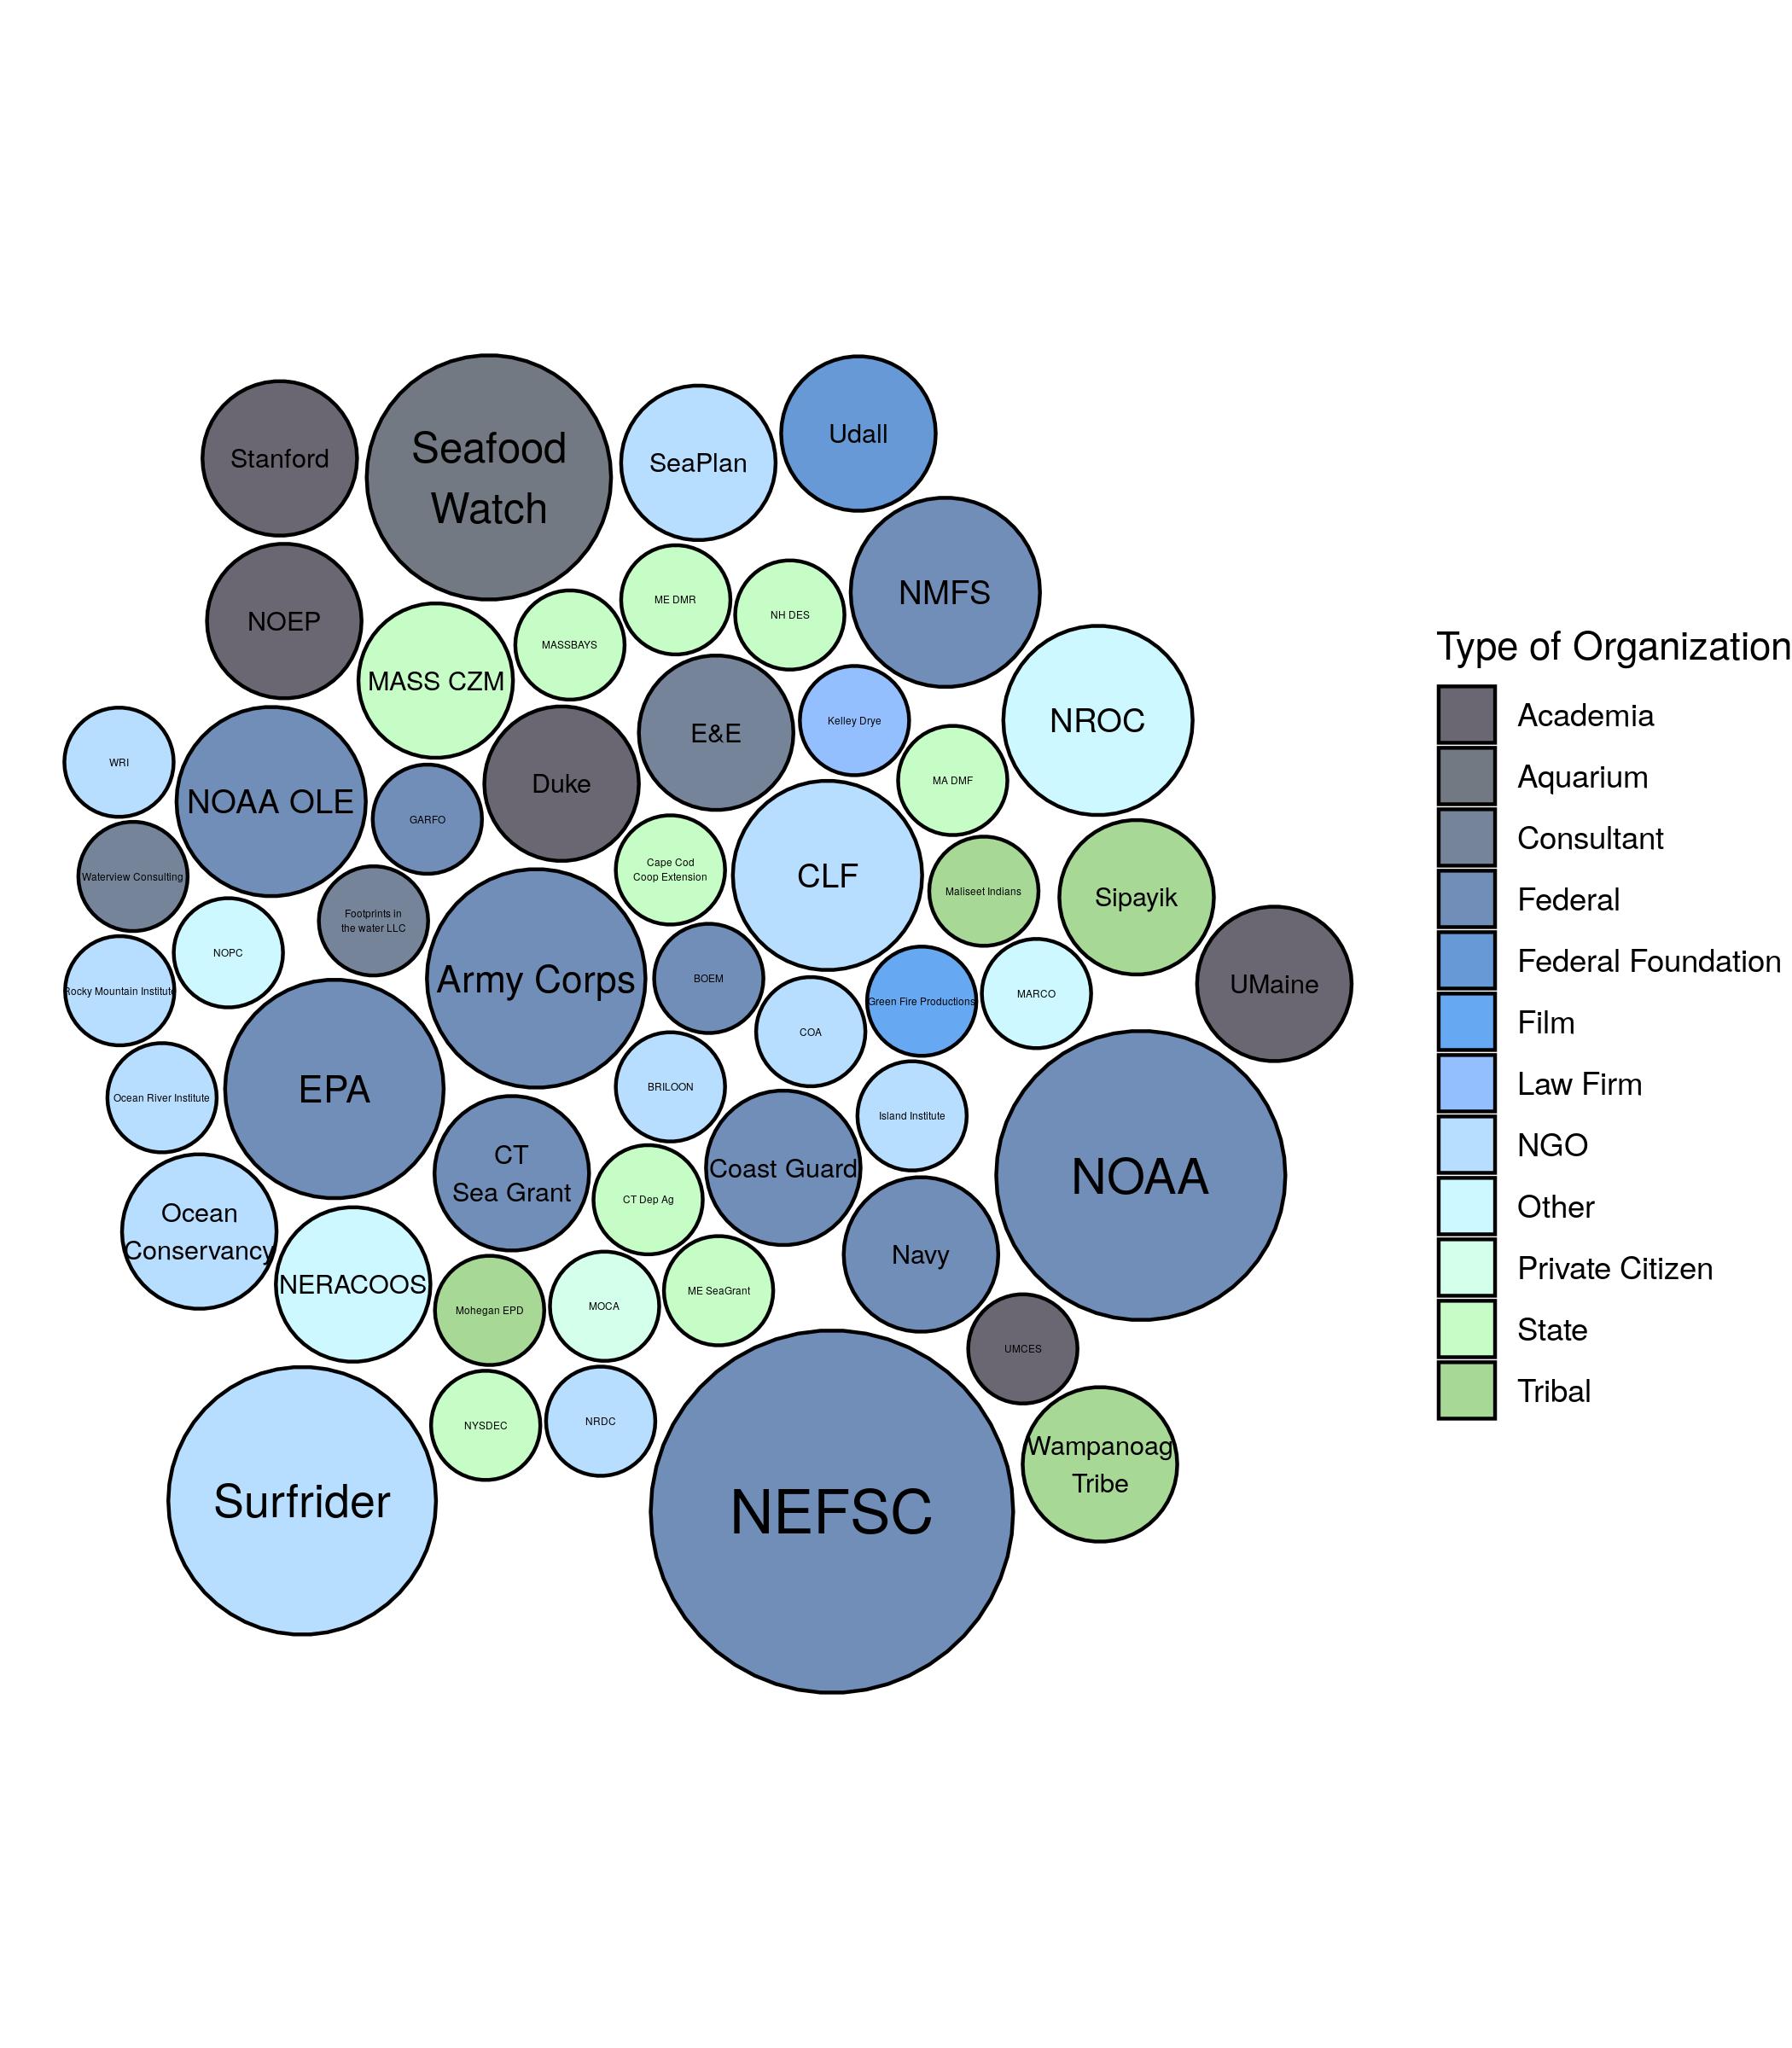 Stanford
Seafood
Watch
SeaPlan
Udall
NOEP
MASS CZM
MASSBAYS
ME DMR
NH DES
NMFS
NROC
WRI
NOAA OLE
GARFO
Duke
E&E
Kelley Drye
MA DMF
Waterview Consulting
Footprints in
the water LLC
Cape Cod
Coop Extension
CLF
Maliseet Indians
Sipayik
UMaine
Rocky Mountain Institute
NOPC
Army Corps
BOEM
COA
Green Fire Productions
MARCO
Ocean River Institute
EPA
BRILOON
Island Institute
NOAA
CT
Sea Grant
CT Dep Ag
Coast Guard
Navy
Ocean
Conservancy
NERACOOS
Mohegan EPD
MOCA
ME SeaGrant
UMCES
NYSDEC
NRDC
Surfrider
NEFSC
Wampanoag
Tribe
Type of Organization
Academia
Aquarium
Consultant
Federal
Federal Foundation
Film
Law Firm
NGO
Other
Private Citizen
State
Tribal